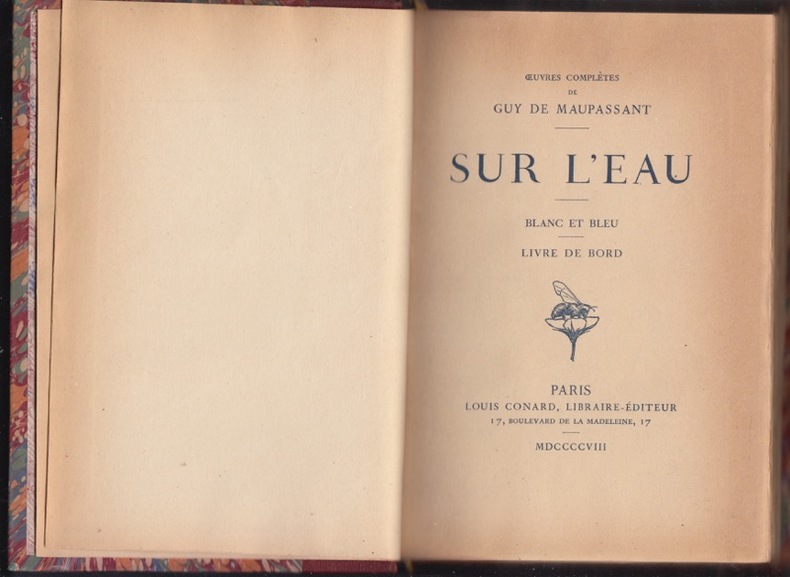 ŒUVRES COMPLÈTES
DE
GUY DE MAUPASSANT
SUR L'EAU
BLANC ET BLEU
LIVRE DE BORD
PARIS
LOUIS CONARD, LIBRAIRE-ÉDITEUR
17, BOULEVARD DE LA MADELEINE, 17
MDCCCCVIII